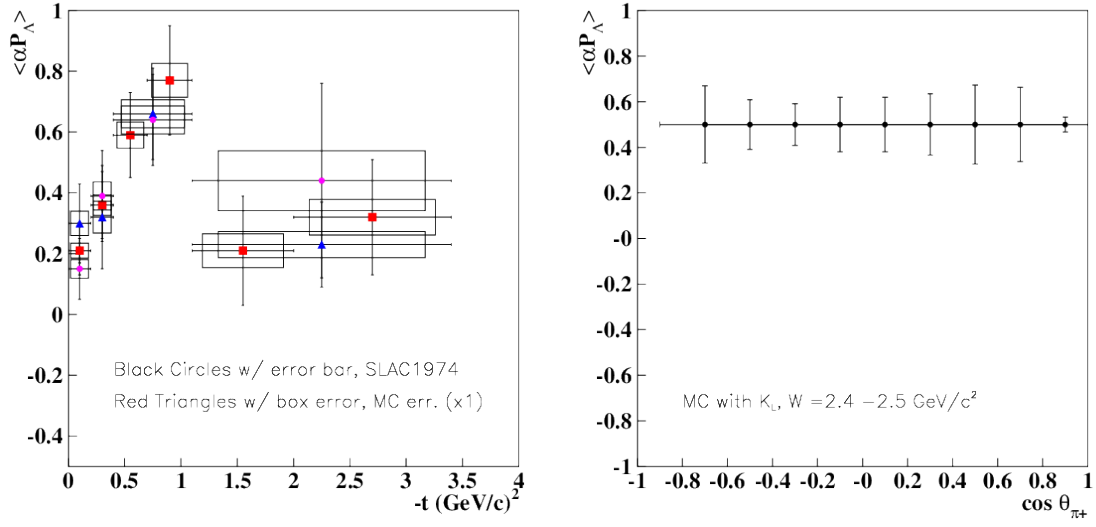 <αP_Λ>
1
0.8
0.6
0.4
0.2
0
-0.2
-0.4
Black Circles w/ error bar, SLAC1974
Red Triangles w/ box error, MC err. (x1)
0 0.5 1 1.5 2 2.5 3 3.5 4
-t (GeV/c)²
<αP_Λ>
1
0.8
0.6
0.4
0.2
-0
-0.2
-0.4
-0.6
-0.8
-1
MC with K_L, W =2.4 −2.5 GeV/c²
-1 -0.8 -0.6 -0.4 -0.2 -0 0.2 0.4 0.6 0.8 1
cos θ_π+